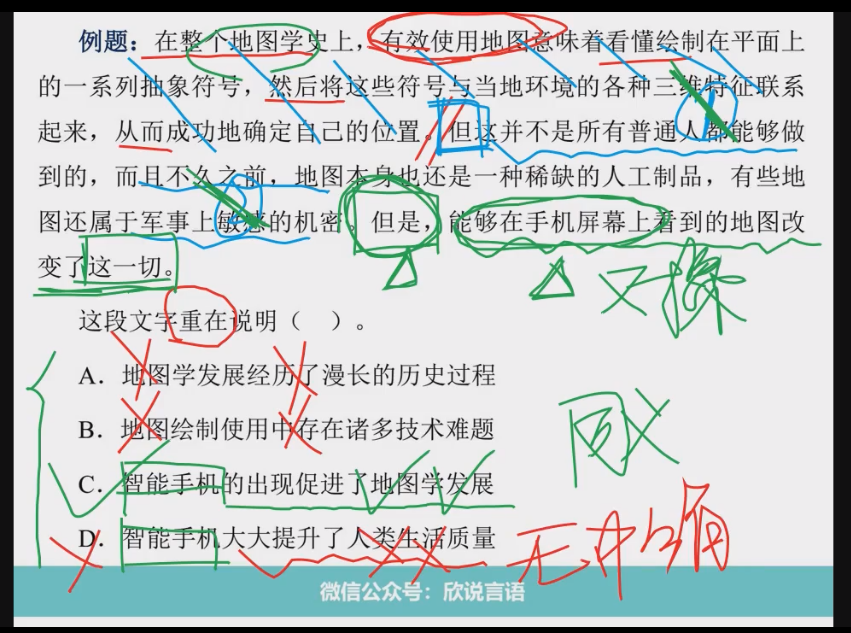 例题：在整个地图学史上，有效使用地图意味着看懂绘制在平面上
的一系列抽象符号，然后将这些符号与当地环境的各种三维特征联系
起来，从而成功地确定自己的位置。但这并不是所有普通人都能够做
到的，而且不久之前，地图本身也还是一种稀缺的人工制品，有些地
图还属于军事上敏感的机密。但是，能够在手机屏幕上看到的地图改
变了这一切。
这段文字重在说明（ ）。
A．地图学发展经历了漫长的历史过程
B．地图绘制使用中存在诸多技术难题
C．智能手机的出现促进了地图学发展
D．智能手机大大提升了人类生活质量
① 
②
微信公众号：欣说言语